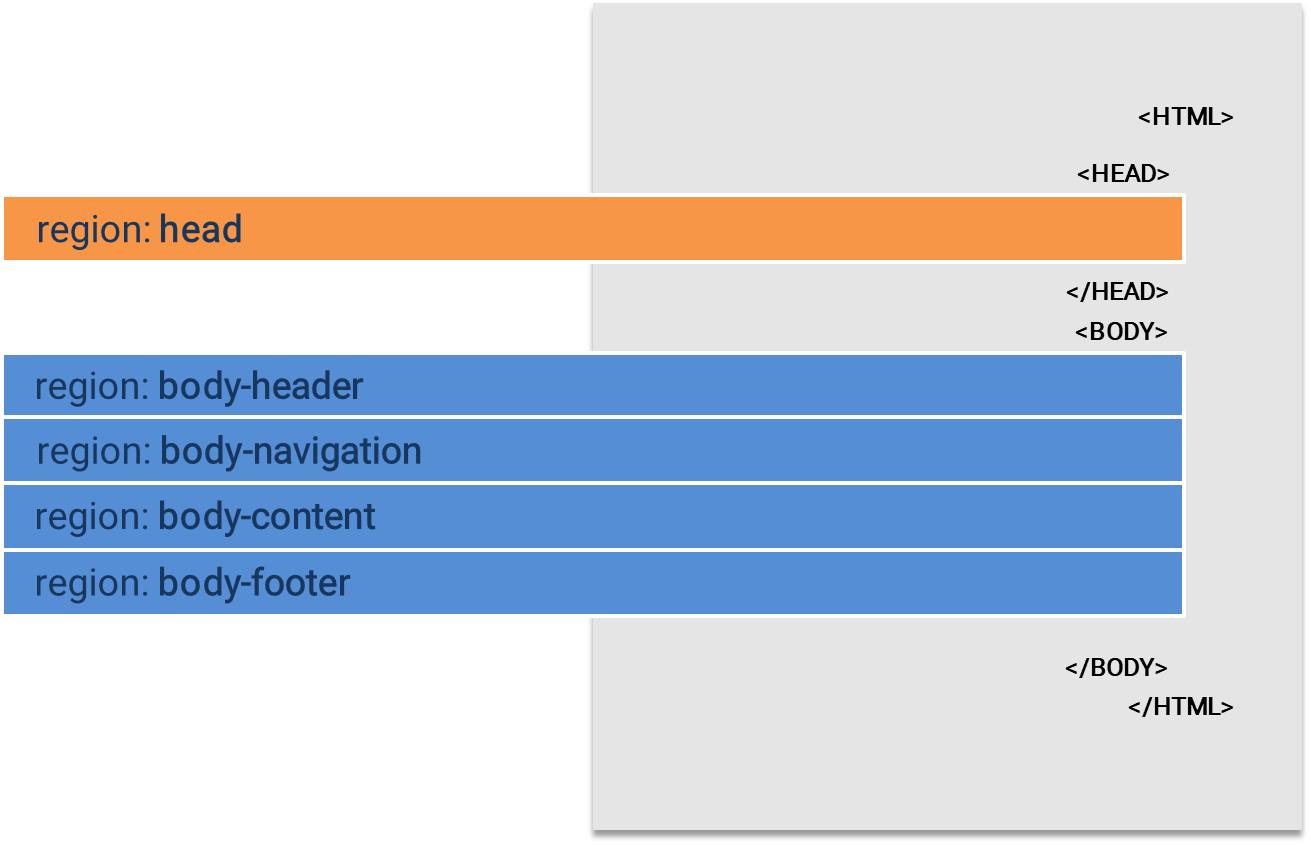 <HTML>
<HEAD>
region: head
</HEAD>
<BODY>
region: body-header
region: body-navigation
region: body-content
region: body-footer
</BODY>
</HTML>